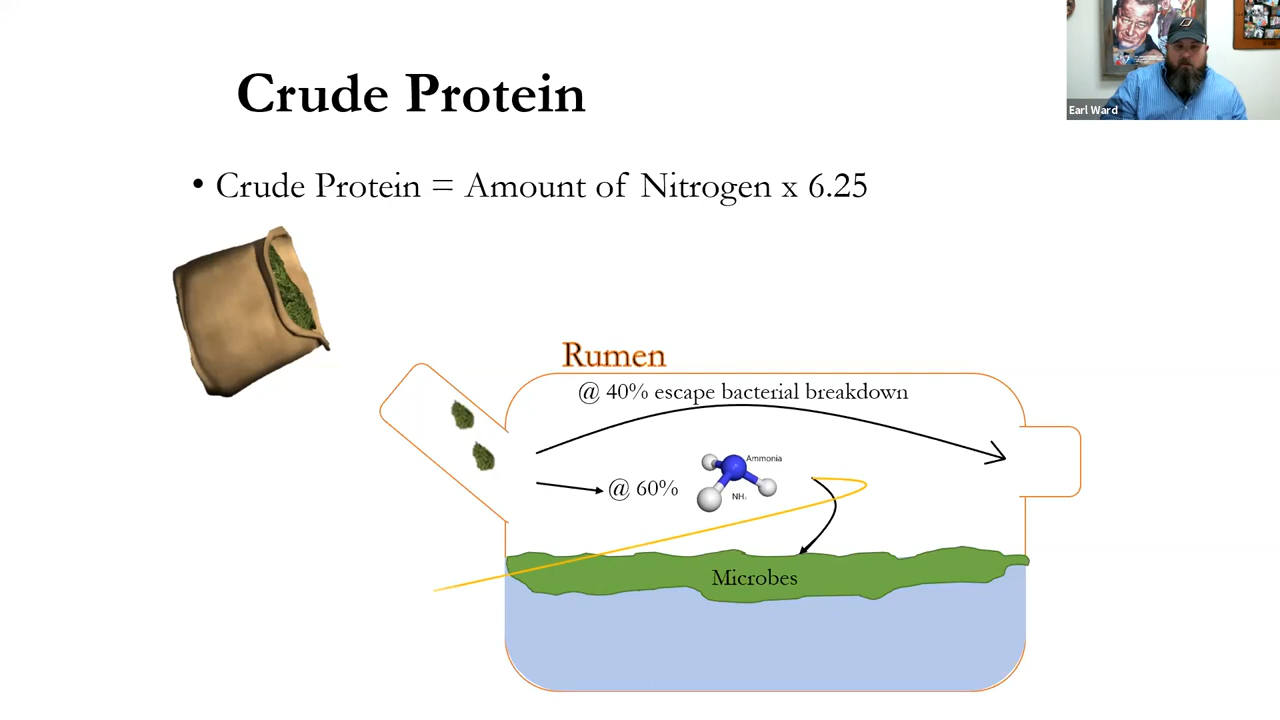 Crude Protein
Earl Ward
• Crude Protein = Amount of Nitrogen x 6.25
Rumen
@ 40% escape bacterial breakdown
Ammonia
@ 60%
NH₃
Microbes